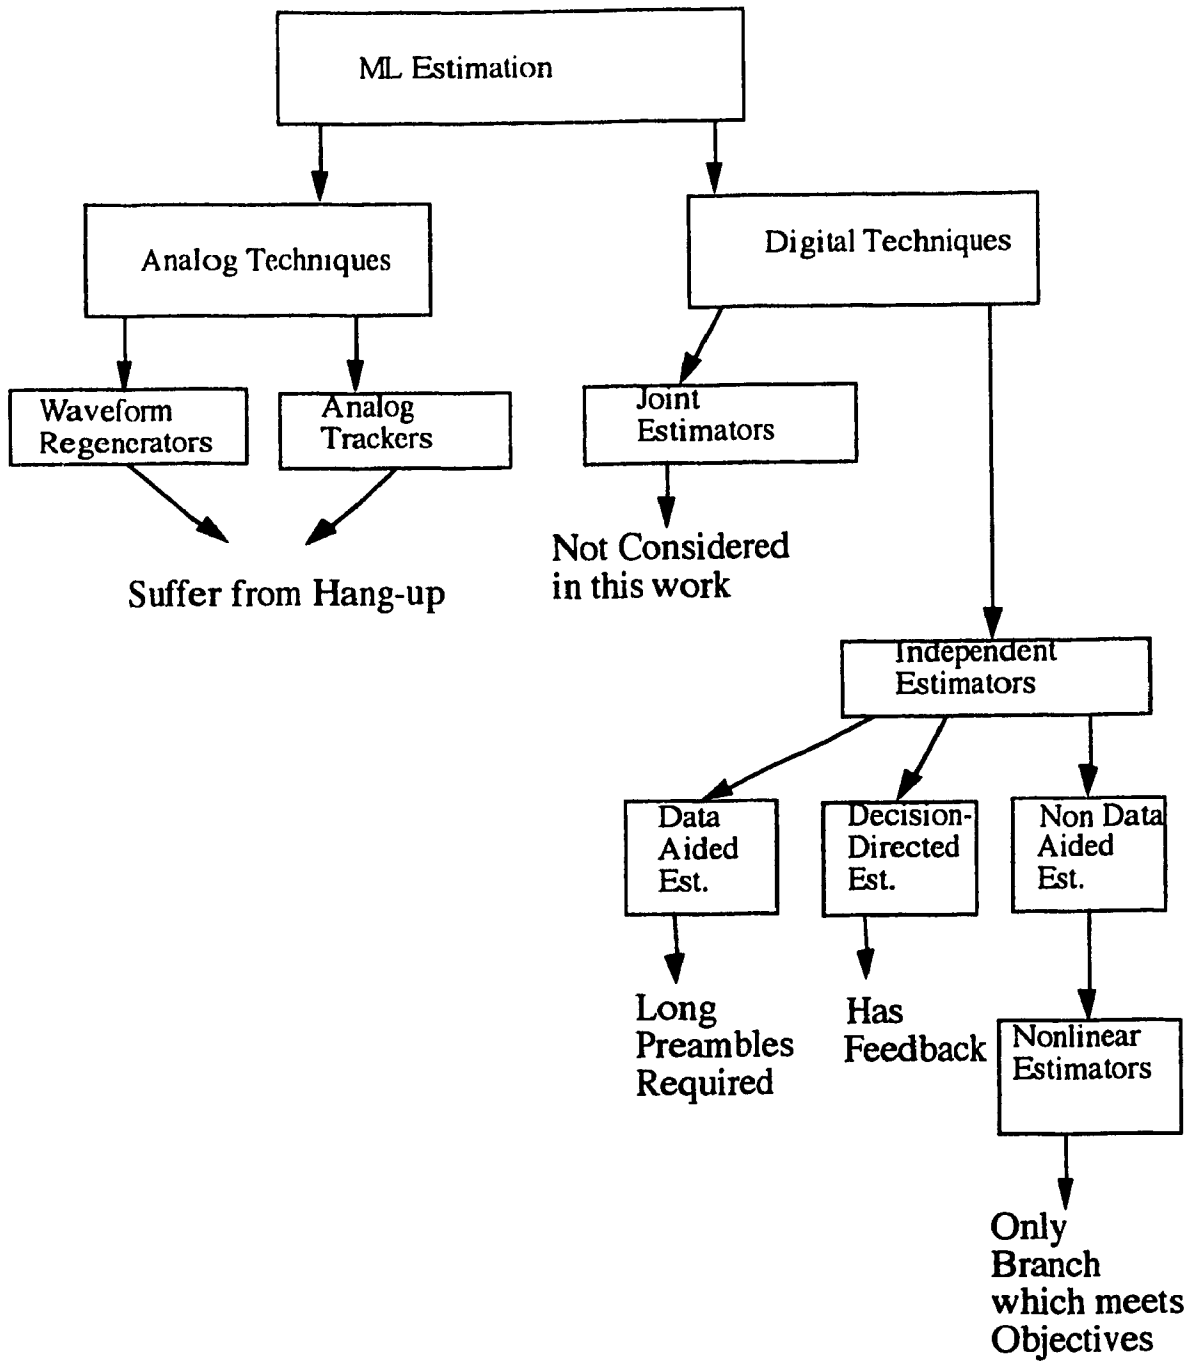 ML Estimation
Analog Techniques
Digital Techniques
Waveform
Regenerators
Analog
Trackers
Joint
Estimators
Suffer from Hang-up
Not Considered
in this work
Independent
Estimators
Data
Aided
Est.
Decision-
Directed
Est.
Non Data
Aided
Est.
Long
Preambles
Required
Has
Feedback
Nonlinear
Estimators
Only
Branch
which meets
Objectives